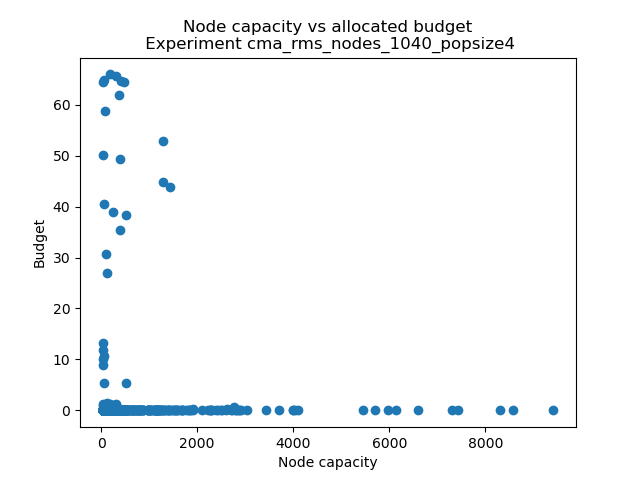 Node capacity vs allocated budget
Experiment cma_rms_nodes_1040_popsize4
60
50
40
30
20
10
0
Budget
0 2000 4000 6000 8000
Node capacity